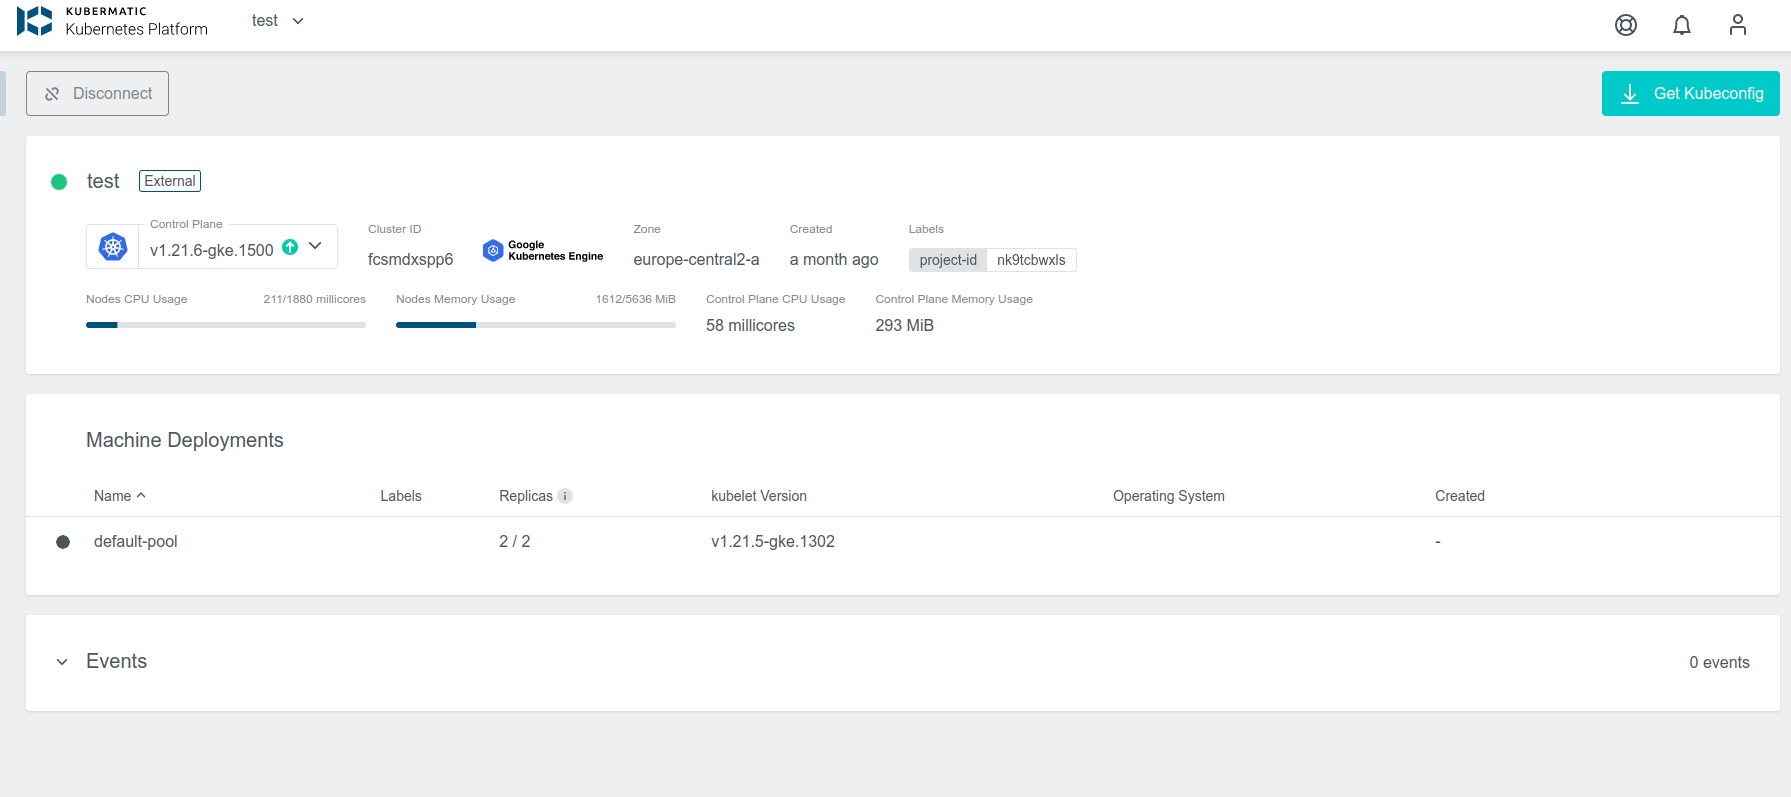 KUBERMATIC
Kubernetes Platform
test
Disconnect
Get Kubeconfig
test
External
Control Plane
v1.21.6-gke.1500
Cluster ID
fcsmdxspp6
Google
Kubernetes Engine
Zone
europe-central2-a
Created
a month ago
Labels
project-id nk9tcbwxls
Nodes CPU Usage 211/1880 millicores
Nodes Memory Usage 1612/5636 MiB
Control Plane CPU Usage
58 millicores
Control Plane Memory Usage
293 MiB
Machine Deployments
Name Labels Replicas i kubelet Version Operating System Created
default-pool 2 / 2 v1.21.5-gke.1302 -
Events 0 events